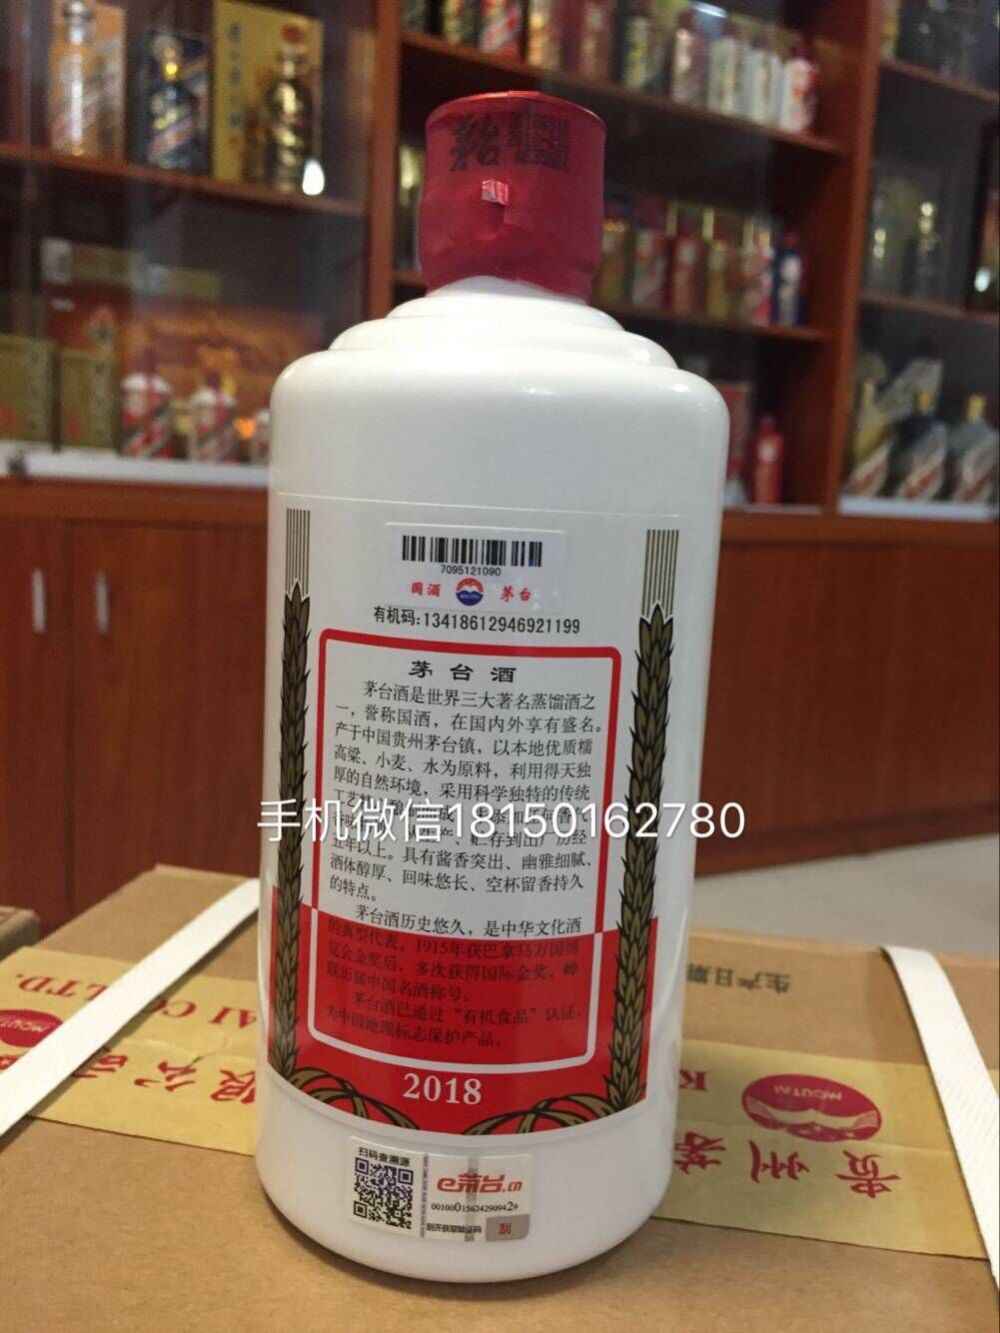 7095121090
国酒 茅台
有机码:13418612946921199
茅台酒
茅台酒是世界三大著名蒸馏酒之
一，誉称国酒，在国内外享有盛名。
产于中国贵州茅台镇，以本地优质糯
高粱、小麦、水为原料，利用得天独
厚的自然环境，采用科学独特的传统
工艺
手机微信18150162780
五年以上。具有酱香突出、幽雅细腻、
酒体醇厚、回味悠长、空杯留香持久
的特点。
茅台酒历史悠久，是中华文化酒
的典型代表，1915年获巴拿马万国博
览会金奖后，多次获得国际金奖，蝉
联历届中国名酒称号。
茅台酒已通过“有机食品”认证，
为中国地理标志保护产品。
2018
扫码查溯源
e茅台.cn
生产日期
MOUTAI
贵州茅